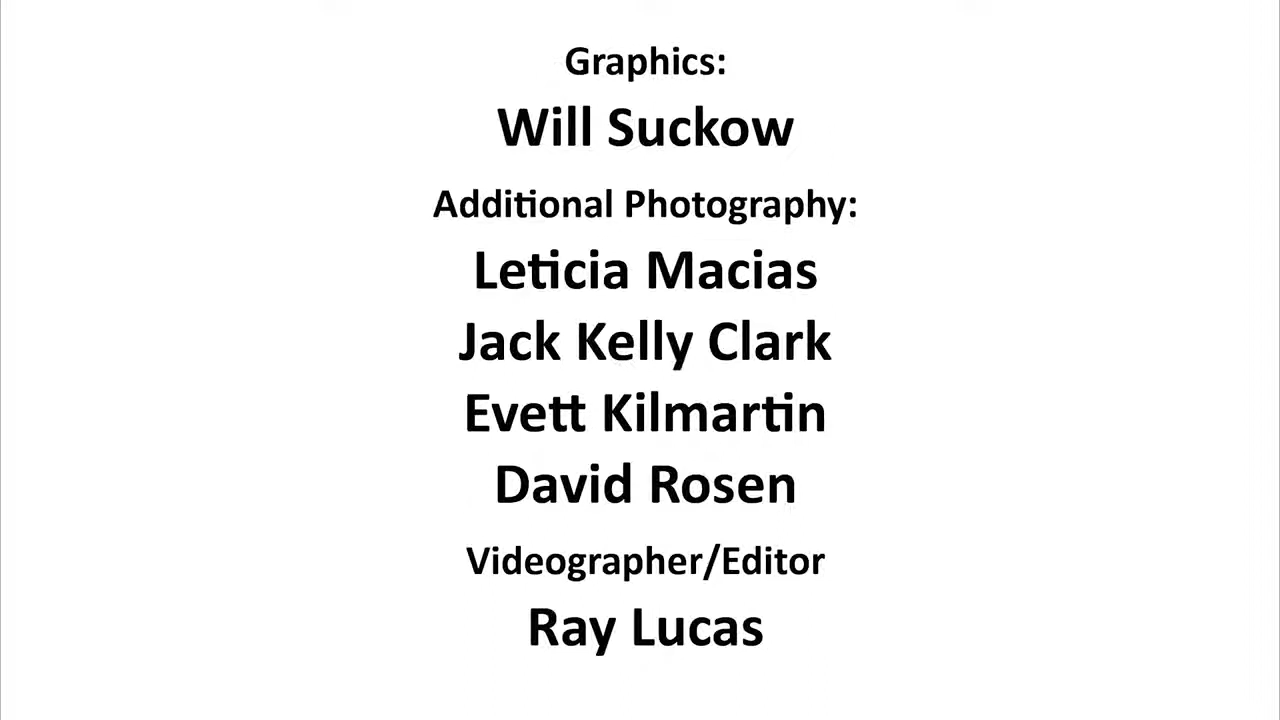 Graphics:
Will Suckow
Additional Photography:
Leticia Macias
Jack Kelly Clark
Evett Kilmartin
David Rosen
Videographer/Editor
Ray Lucas